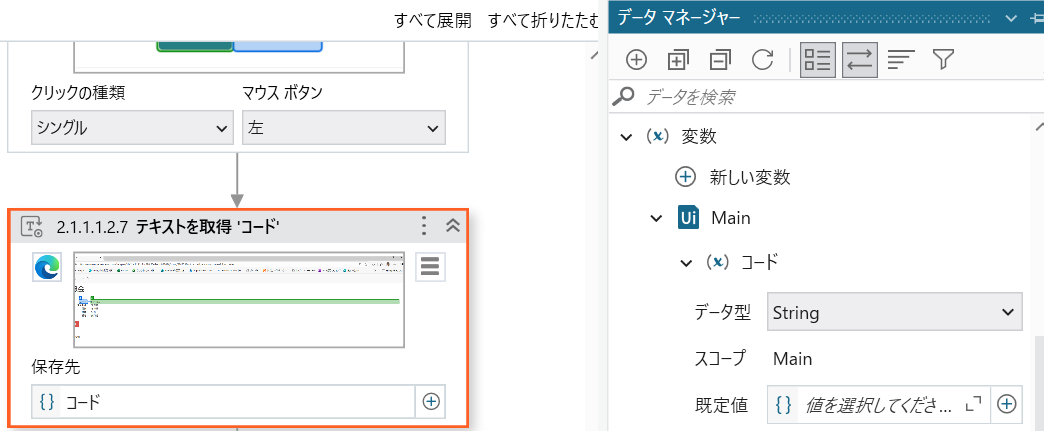 すべて展開 すべて折りたたむ
クリックの種類 マウス ボタン
シングル 左
2.1.1.1.2.7 テキストを取得 'コード'
保存先
{} コード
データ マネージャー
データを検索
(x) 変数
新しい変数
Ui Main
(x) コード
データ型 String
スコープ Main
既定値 {} 値を選択してくださ...